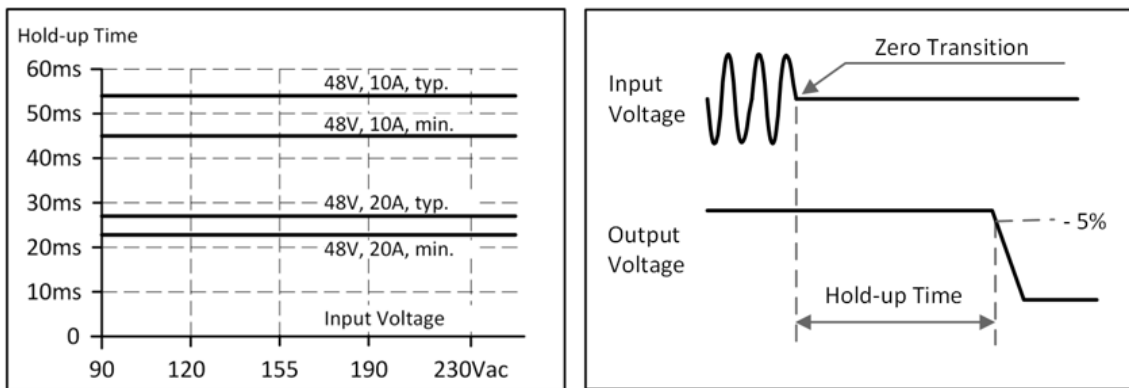 Hold-up Time
60ms
48V, 10A, typ.
50ms
48V, 10A, min.
40ms
30ms
48V, 20A, typ.
20ms
48V, 20A, min.
10ms
Input Voltage
0
90 120 155 190 230Vac
Zero Transition
Input
Voltage
Output
Voltage
- 5%
Hold-up Time